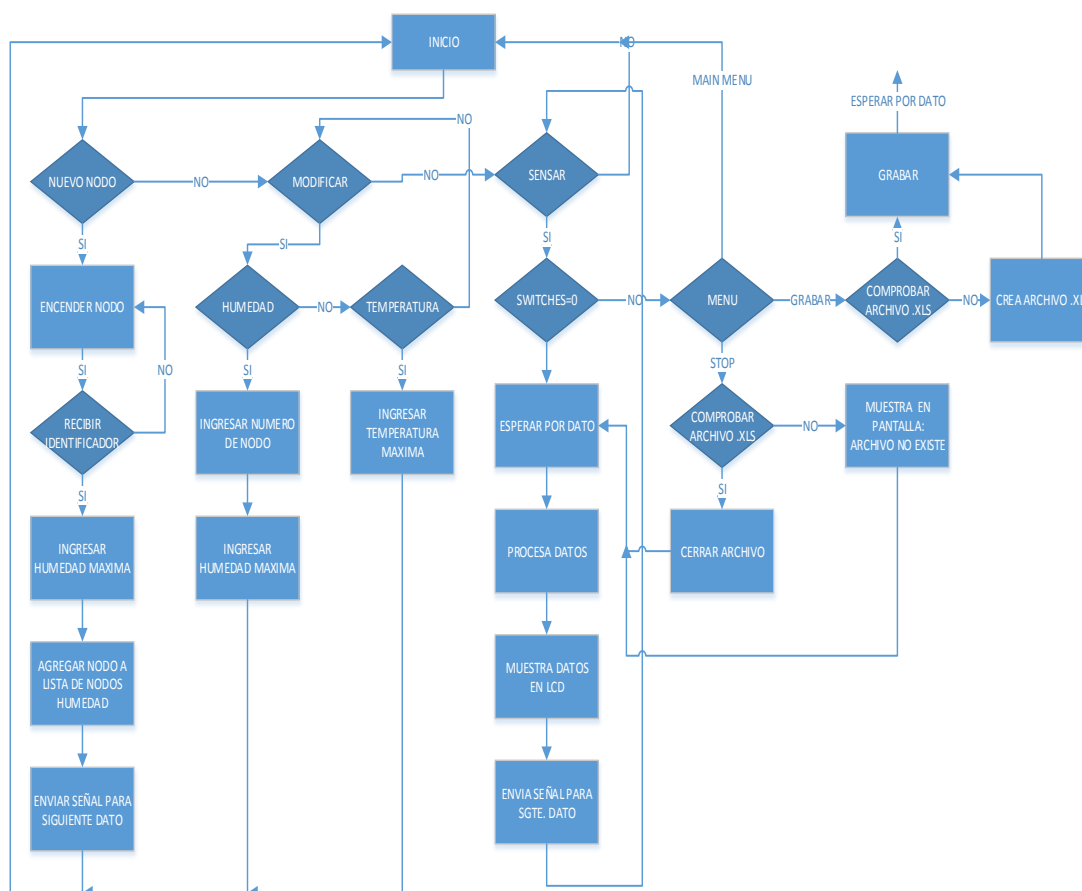 INICIO
NO
MAIN MENU
ESPERAR POR DATO
NO
NUEVO NODO
NO
MODIFICAR
NO
SENSAR
GRABAR
SI
SI
SI
SI
ENCENDER NODO
HUMEDAD
NO
TEMPERATURA
SWITCHES=0
NO
MENU
GRABAR
COMPROBAR
ARCHIVO .XLS
NO
CREA ARCHIVO .XL
SI
NO
SI
SI
STOP
RECIBIR
IDENTIFICADOR
INGRESAR NUMERO
DE NODO
INGRESAR
TEMPERATURA
MAXIMA
ESPERAR POR DATO
COMPROBAR
ARCHIVO .XLS
NO
MUESTRA EN
PANTALLA:
ARCHIVO NO EXISTE
SI
SI
INGRESAR
HUMEDAD MAXIMA
INGRESAR
HUMEDAD MAXIMA
PROCESA DATOS
CERRAR ARCHIVO
AGREGAR NODO A
LISTA DE NODOS
HUMEDAD
MUESTRA DATOS
EN LCD
ENVIAR SEÑAL PARA
SIGUIENTE DATO
ENVIA SEÑAL PARA
SGTE. DATO